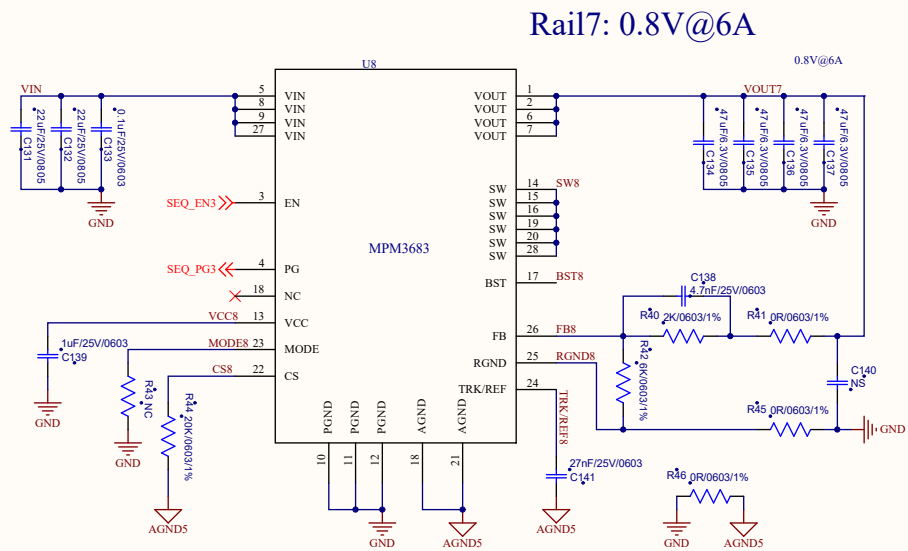 Rail7: 0.8V@6A
0.8V@6A
U8
VIN
22uF/25V/0805
C131
22uF/25V/0805
C132
0.1uF/25V/0603
C133
GND
5
VIN
8
VIN
9
VIN
27
VIN
SEQ_EN3
3
EN
SEQ_PG3
4
PG
18
NC
VCC8
13
VCC
1uF/25V/0603
C139
GND
MODE8
23
MODE
R43 NC
GND
CS8
22
CS
R44 20K/0603/1%
AGND5
MPM3683
VOUT
1
VOUT
2
VOUT
6
VOUT
7
VOUT7
47uF/6.3V/0805
C134
47uF/6.3V/0805
C135
47uF/6.3V/0805
C136
47uF/6.3V/0805
C137
GND
SW
14
SW8
SW
15
SW
16
SW
19
SW
20
SW
28
BST
17
BST8
FB
26
FB8
C138
4.7nF/25V/0603
R40 2K/0603/1%
R41 0R/0603/1%
RGND
25
RGND8
R42 6K/0603/1%
C140
NS
R45 0R/0603/1%
GND
TRK/REF
24
TRK/REF8
27nF/25V/0603
C141
AGND5
PGND
PGND
PGND
AGND
AGND
10
11
12
18
21
GND
AGND5
R46 0R/0603/1%
GND
AGND5